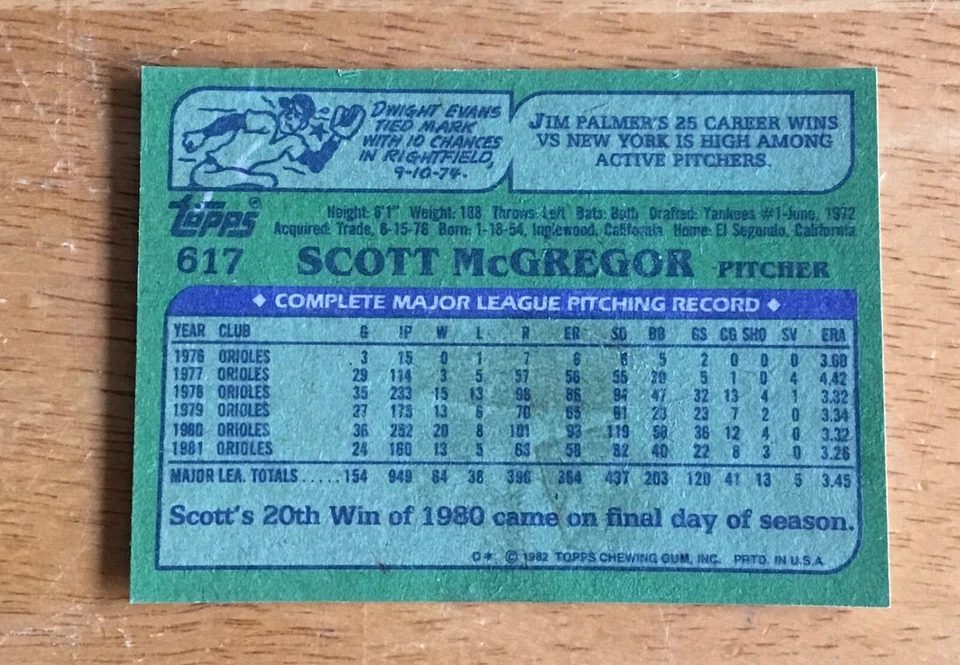 DWIGHT EVANS
TIED MARK
WITH 10 CHANCES
IN RIGHTFIELD,
9-10-74.
JIM PALMER'S 25 CAREER WINS
VS NEW YORK IS HIGH AMONG
ACTIVE PITCHERS.
topps®
Height: 6'1" Weight: 188 Throws: Left Bats: Both Drafted: Yankees #1-June, 1972
Acquired: Trade, 6-15-76 Born: 1-18-54, Inglewood, California Home: El Segundo, California
617 SCOTT McGREGOR PITCHER
◆ COMPLETE MAJOR LEAGUE PITCHING RECORD ◆
YEAR CLUB G IP W L R ER SO BB GS CG SHO SV ERA
1976 ORIOLES 3 15 0 1 7 6 6 5 2 0 0 0 3.60
1977 ORIOLES 29 114 3 5 57 56 55 30 5 1 0 4 4.42
1978 ORIOLES 35 233 15 13 98 86 94 47 32 13 4 1 3.32
1979 ORIOLES 27 175 13 6 70 65 81 23 23 7 2 0 3.34
1980 ORIOLES 36 252 20 8 101 93 119 58 36 12 4 0 3.32
1981 ORIOLES 24 160 13 5 63 58 82 40 22 8 3 0 3.26
MAJOR LEA. TOTALS ..... 154 949 64 38 396 364 437 203 120 41 13 5 3.45
Scott's 20th Win of 1980 came on final day of season.
D* © 1982 TOPPS CHEWING GUM, INC. PRTD. IN U.S.A.